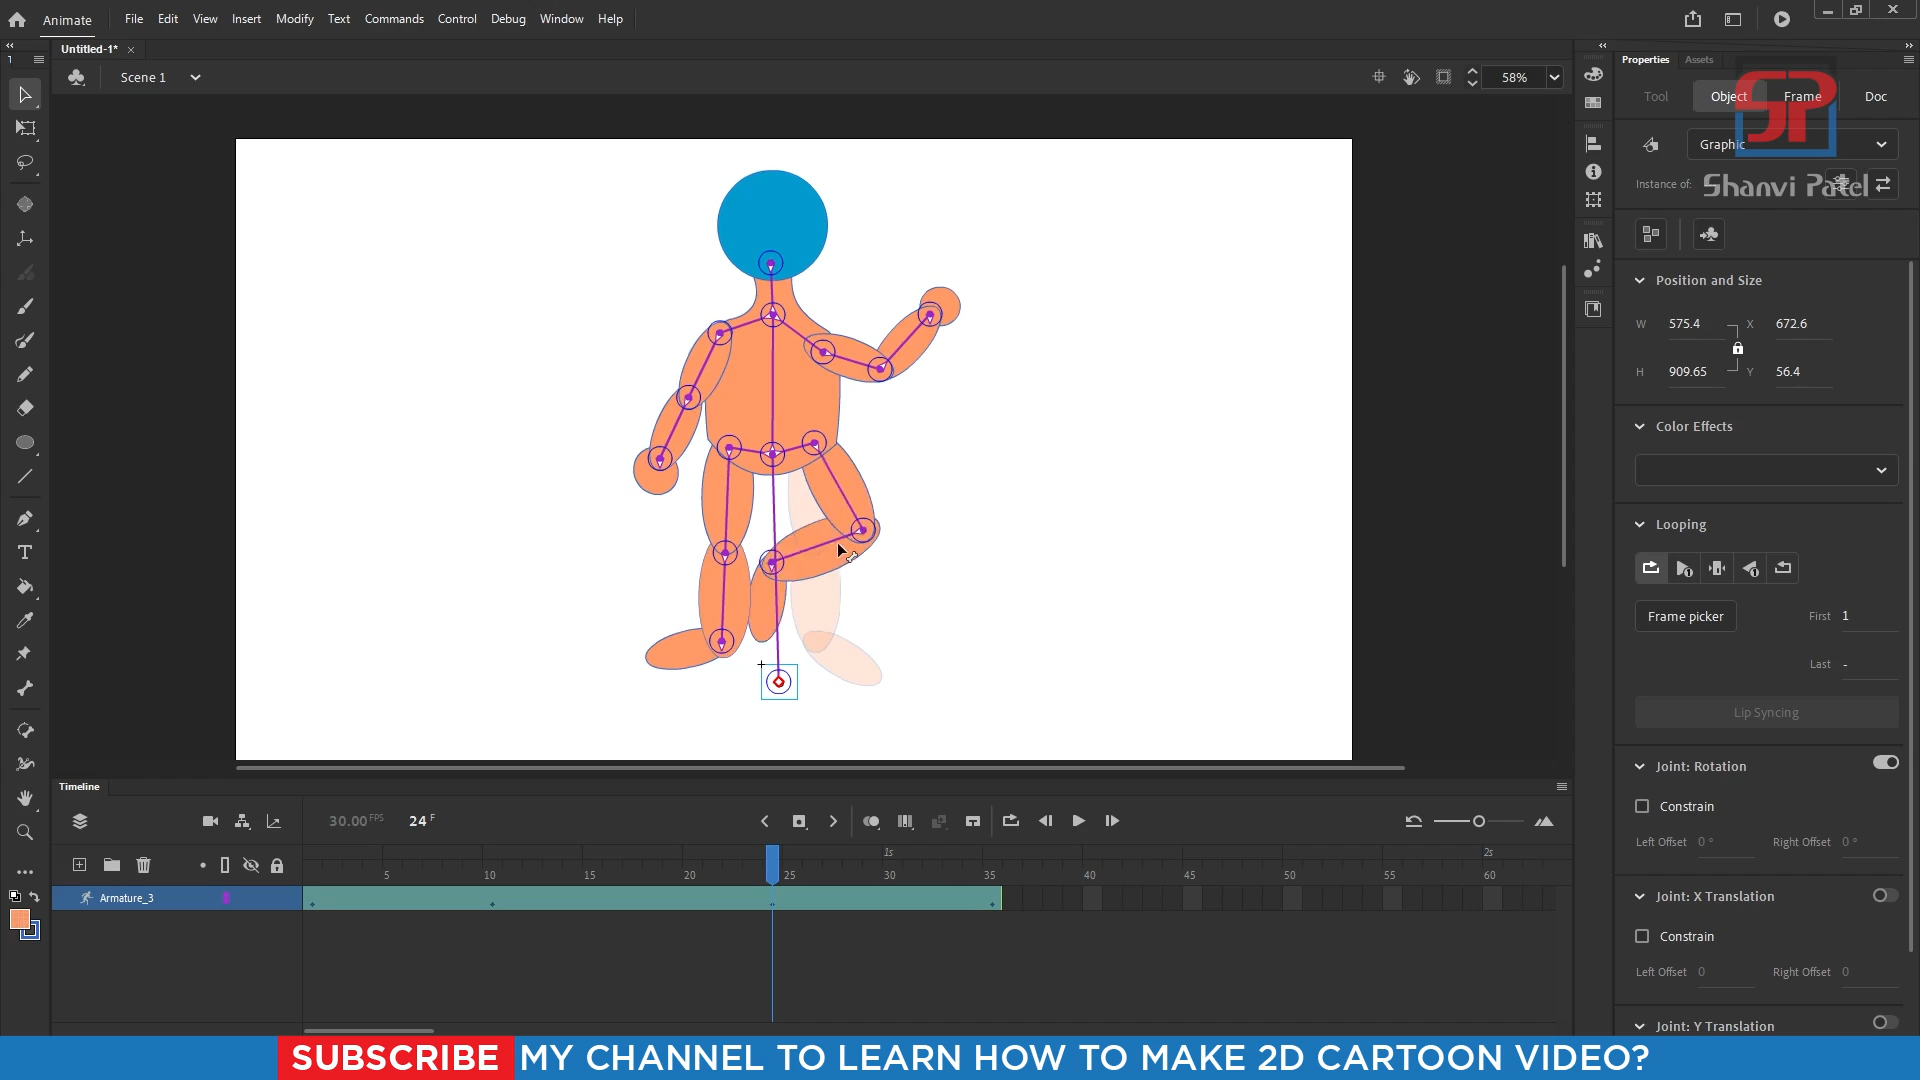 Animate File Edit View Insert Modify Text Commands Control Debug Window Help
Untitled-1* ×
1
Properties Assets
Scene 1 58%
Tool Object Frame Doc
SP
Graphic
Instance of: Shanvi Patel
Position and Size
W 575.4 X 672.6
H 909.65 Y 56.4
Color Effects
Looping
Frame picker First 1
Last -
Lip Syncing
Joint: Rotation
Constrain
Left Offset 0 ° Right Offset 0 °
Joint: X Translation
Constrain
Left Offset 0 Right Offset 0
Joint: Y Translation
Timeline
30.00 FPS 24 F
1s 2s
5 10 15 20 25 30 35 40 45 50 55 60
Armature_3
SUBSCRIBE MY CHANNEL TO LEARN HOW TO MAKE 2D CARTOON VIDEO?